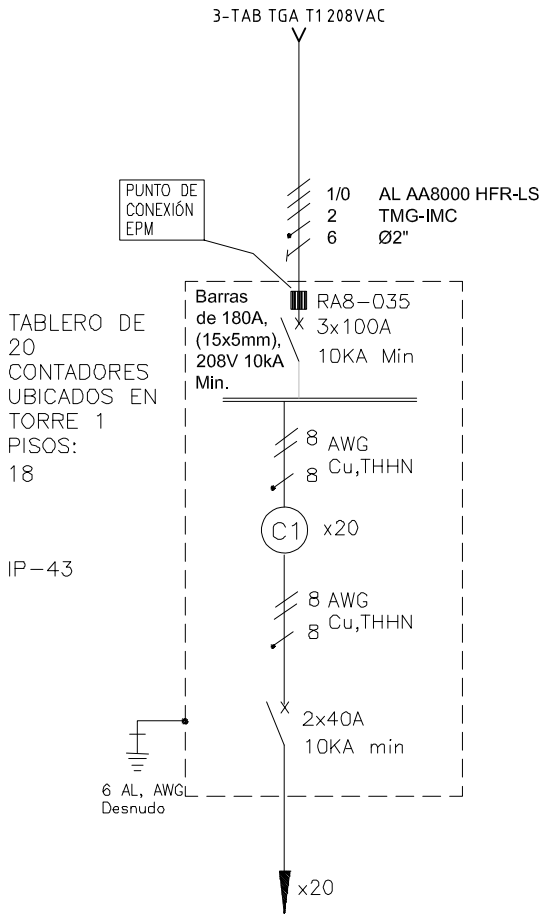 3-TAB TGA T1 208VAC
PUNTO DE
CONEXIÓN
EPM
1/0 AL AA8000 HFR-LS
2 TMG-IMC
6 Ø2"
Barras
de 180A,
(15x5mm),
208V 10kA
Min.
RA8-035
3x100A
10KA Min
TABLERO DE
20
CONTADORES
UBICADOS EN
TORRE 1
PISOS:
18
IP-43
8 AWG
8 Cu,THHN
C1 x20
8 AWG
8 Cu,THHN
2x40A
10KA min
6 AL, AWG
Desnudo
x20